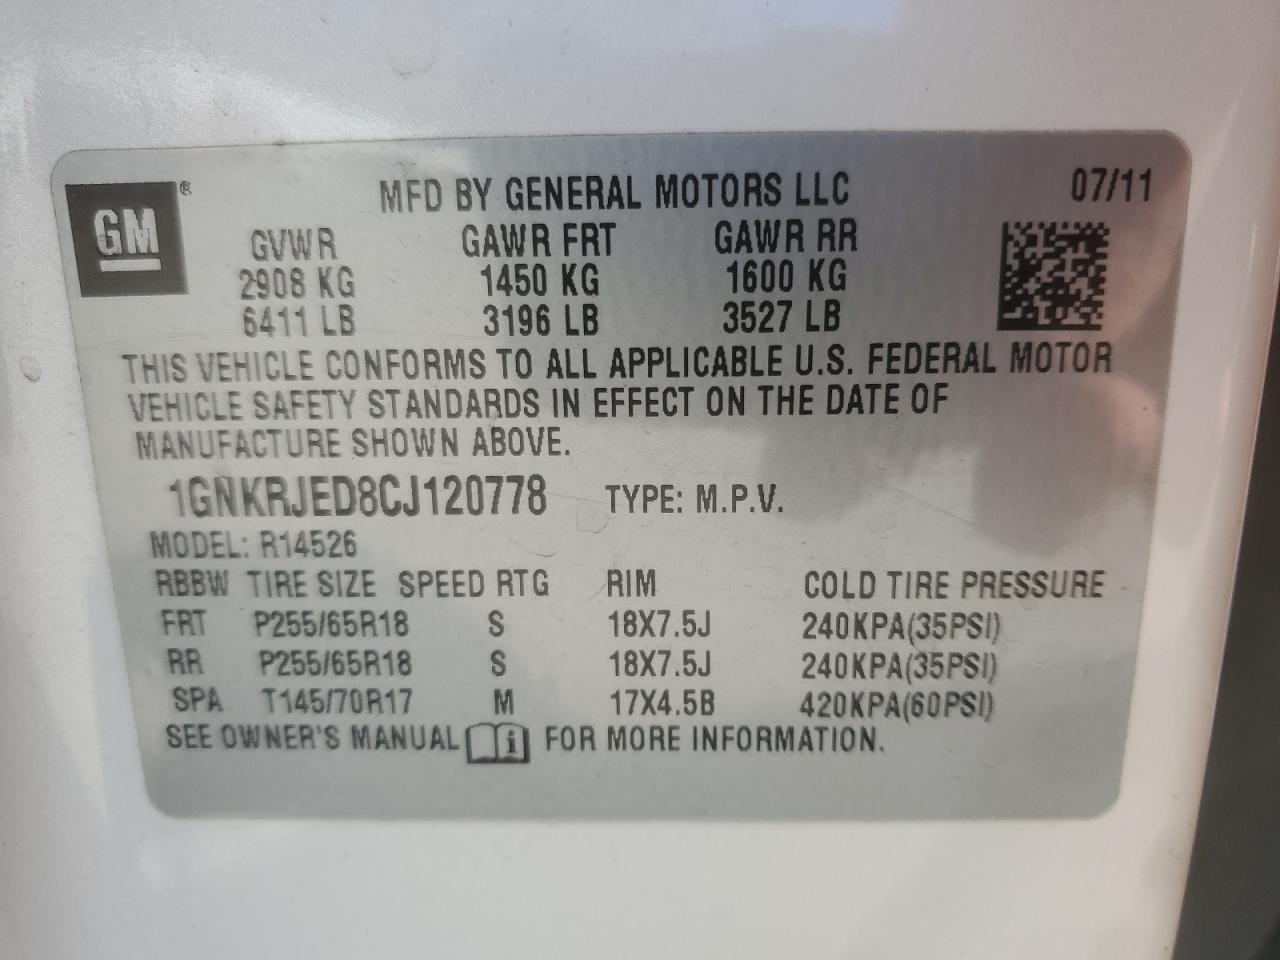 GM ®
MFD BY GENERAL MOTORS LLC 07/11
GVWR GAWR FRT GAWR RR
2908 KG 1450 KG 1600 KG
6411 LB 3196 LB 3527 LB
THIS VEHICLE CONFORMS TO ALL APPLICABLE U.S. FEDERAL MOTOR
VEHICLE SAFETY STANDARDS IN EFFECT ON THE DATE OF
MANUFACTURE SHOWN ABOVE.
1GNKRJED8CJ120778 TYPE: M.P.V.
MODEL: R14526
RBBW TIRE SIZE SPEED RTG RIM COLD TIRE PRESSURE
FRT P255/65R18 S 18X7.5J 240KPA(35PSI)
RR P255/65R18 S 18X7.5J 240KPA(35PSI)
SPA T145/70R17 M 17X4.5B 420KPA(60PSI)
SEE OWNER'S MANUAL i FOR MORE INFORMATION.